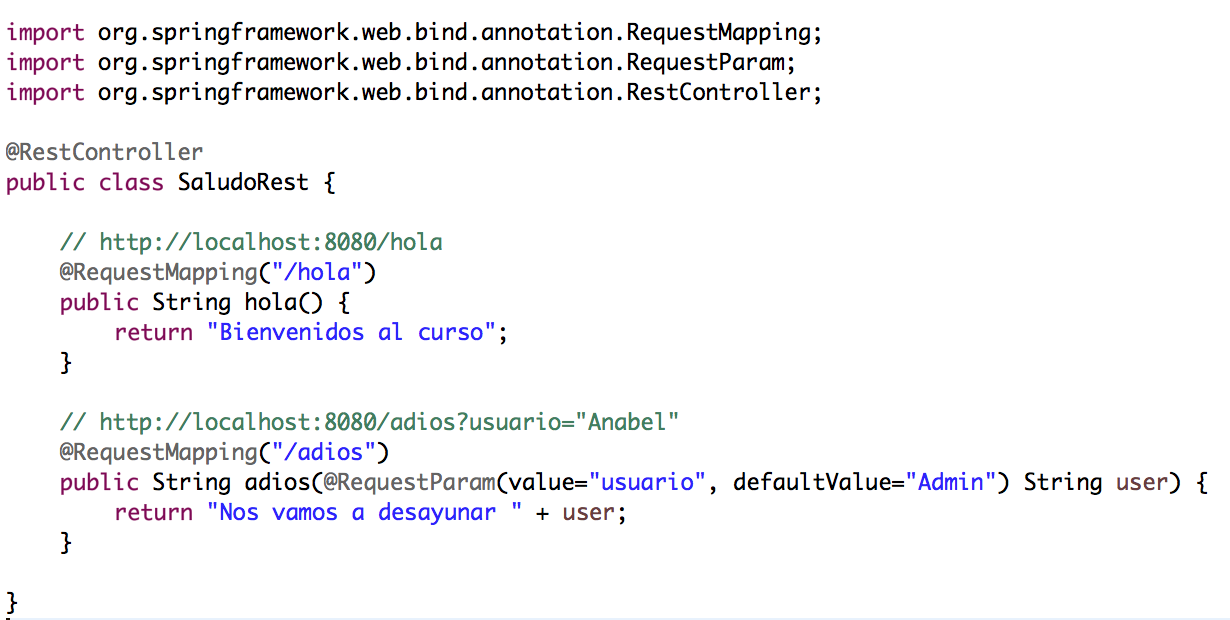 import org.springframework.web.bind.annotation.RequestMapping;
import org.springframework.web.bind.annotation.RequestParam;
import org.springframework.web.bind.annotation.RestController;
@RestController
public class SaludoRest {
// http://localhost:8080/hola
@RequestMapping("/hola")
public String hola() {
return "Bienvenidos al curso";
}
// http://localhost:8080/adios?usuario="Anabel"
@RequestMapping("/adios")
public String adios(@RequestParam(value="usuario", defaultValue="Admin") String user) {
return "Nos vamos a desayunar " + user;
}
}